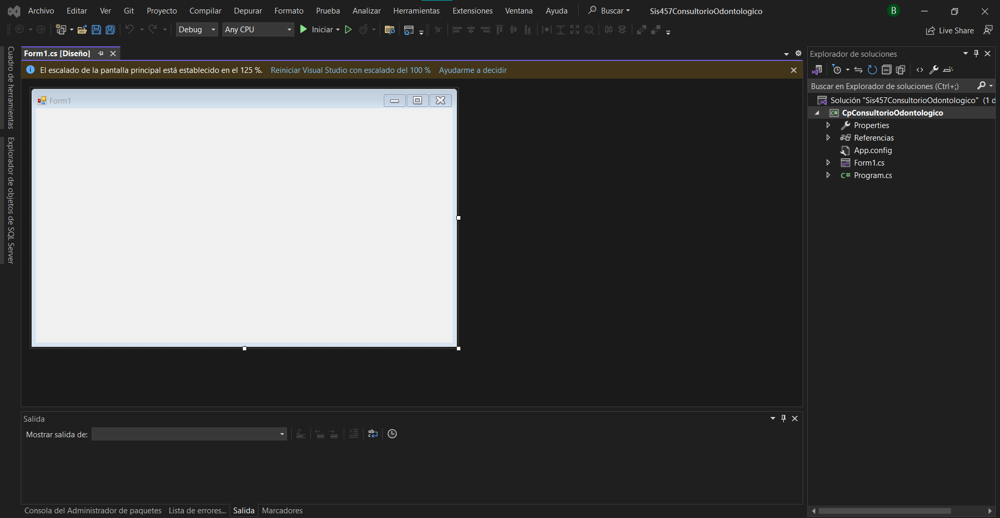 Archivo Editar Ver Git Proyecto Compilar Depurar Formato Prueba Analizar Herramientas Extensiones Ventana Ayuda Buscar Sis457ConsultorioOdontologico B
Debug Any CPU Iniciar Live Share
Cuadro de herramientas
Explorador de objetos de SQL Server
Form1.cs [Diseño]
El escalado de la pantalla principal está establecido en el 125 %. Reiniciar Visual Studio con escalado del 100 % Ayudarme a decidir
Form1
Explorador de soluciones
Buscar en Explorador de soluciones (Ctrl+;)
Solución "Sis457ConsultorioOdontologico" (1 d
C# CpConsultorioOdontologico
Properties
Referencias
App.config
Form1.cs
C# Program.cs
Salida
Mostrar salida de:
Consola del Administrador de paquetes Lista de errores... Salida Marcadores